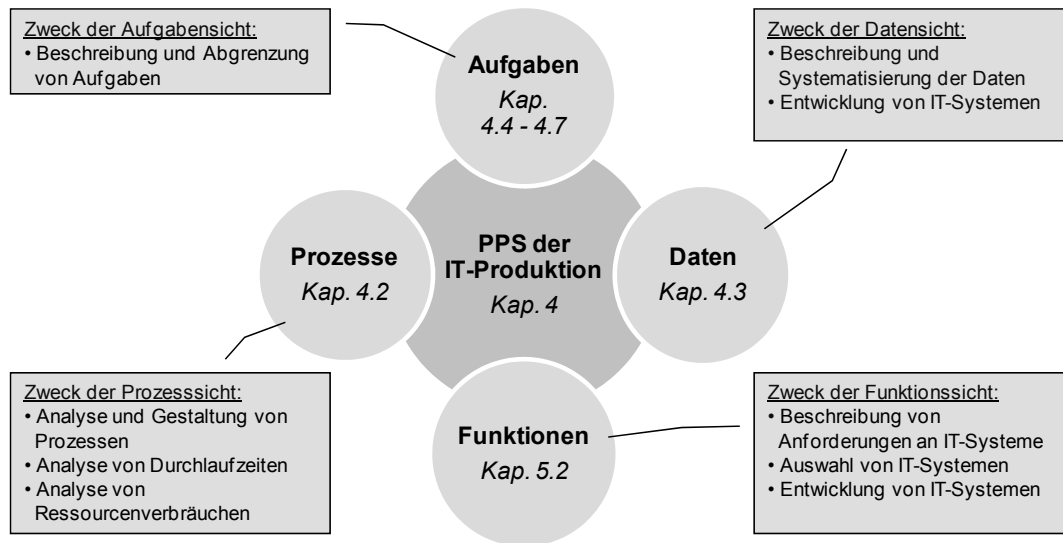 Zweck der Aufgabensicht:
• Beschreibung und Abgrenzung
von Aufgaben
Aufgaben
Kap.
4.4 - 4.7
Zweck der Datensicht:
• Beschreibung und
Systematisierung der Daten
• Entwicklung von IT-Systemen
Prozesse
Kap. 4.2
PPS der
IT-Produktion
Kap. 4
Daten
Kap. 4.3
Zweck der Prozesssicht:
• Analyse und Gestaltung von
Prozessen
• Analyse von Durchlaufzeiten
• Analyse von
Ressourcenverbräuchen
Funktionen
Kap. 5.2
Zweck der Funktionssicht:
• Beschreibung von
Anforderungen an IT-Systeme
• Auswahl von IT-Systemen
• Entwicklung von IT-Systemen